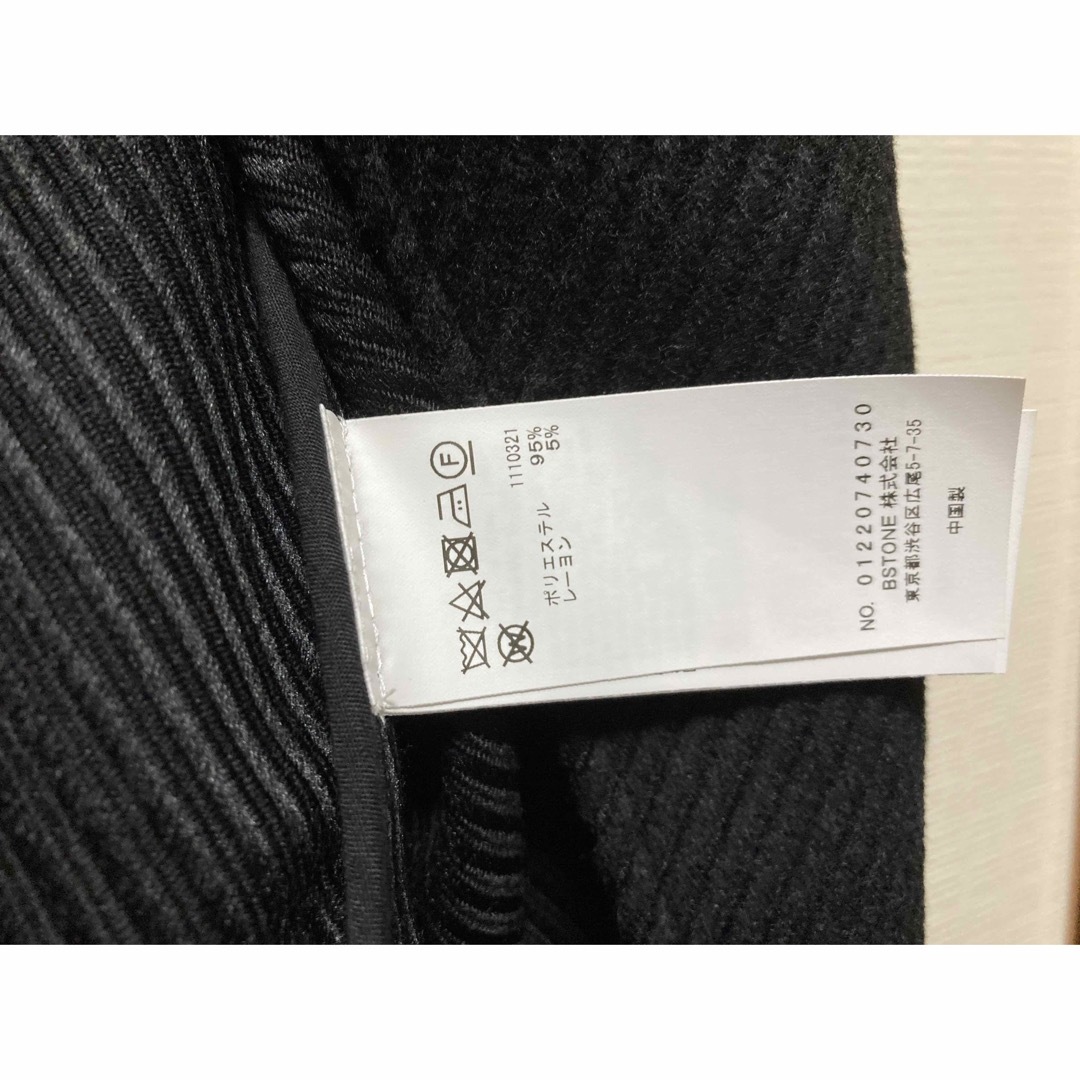 F
W
1110321
ポリエステル 95%
レーヨン 5%
NO. 01220740730
BSTONE 株式会社
東京都渋谷区広尾5-7-35
中国製